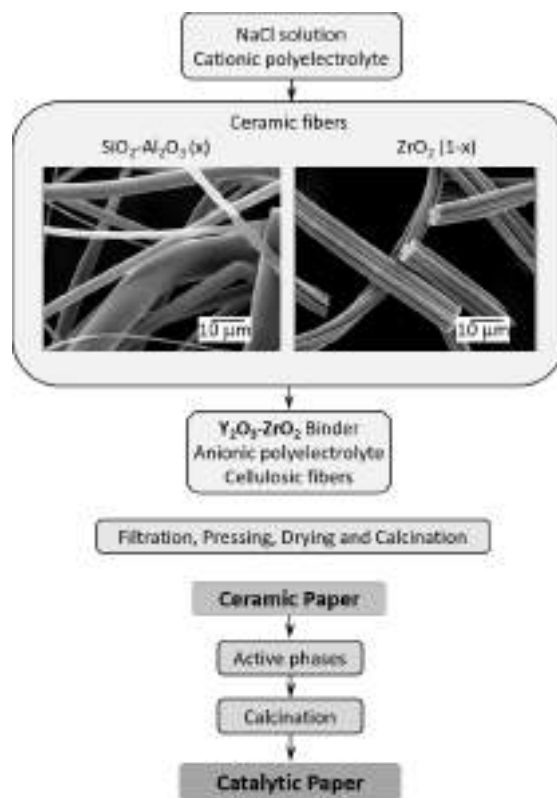 NaCl solution
Cationic polyelectrolyte
Ceramic fibers
SiO₂-Al₂O₃ (x)
ZrO₂ (1-x)
10 μm
10 μm
Y₂O₃-ZrO₂ Binder
Anionic polyelectrolyte
Cellulosic fibers
Filtration, Pressing, Drying and Calcination
Ceramic Paper
Active phases
Calcination
Catalytic Paper